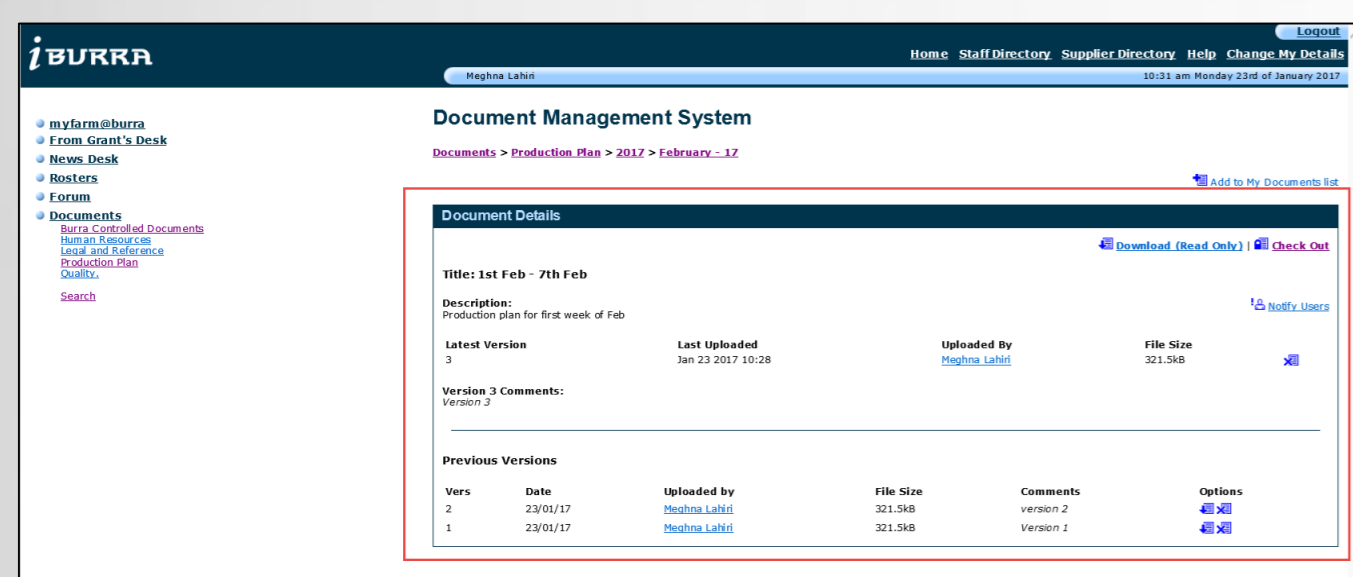 Logout
iBURRA
Home Staff Directory Supplier Directory Help Change My Details
Meghna Lahiri 10:31 am Monday 23rd of January 2017
myfarm@burra
From Grant's Desk
News Desk
Rosters
Forum
Documents
Burra Controlled Documents
Human Resources
Legal and Reference
Production Plan
Quality.
Search
Document Management System
Documents > Production Plan > 2017 > February - 17
Add to My Documents list
Document Details
Download (Read Only) | Check Out
Title: 1st Feb - 7th Feb
Description:
Production plan for first week of Feb
Notify Users
Latest Version Last Uploaded Uploaded By File Size
3 Jan 23 2017 10:28 Meghna Lahiri 321.5kB
Version 3 Comments:
Version 3
Previous Versions
Vers Date Uploaded by File Size Comments Options
2 23/01/17 Meghna Lahiri 321.5kB version 2
1 23/01/17 Meghna Lahiri 321.5kB Version 1